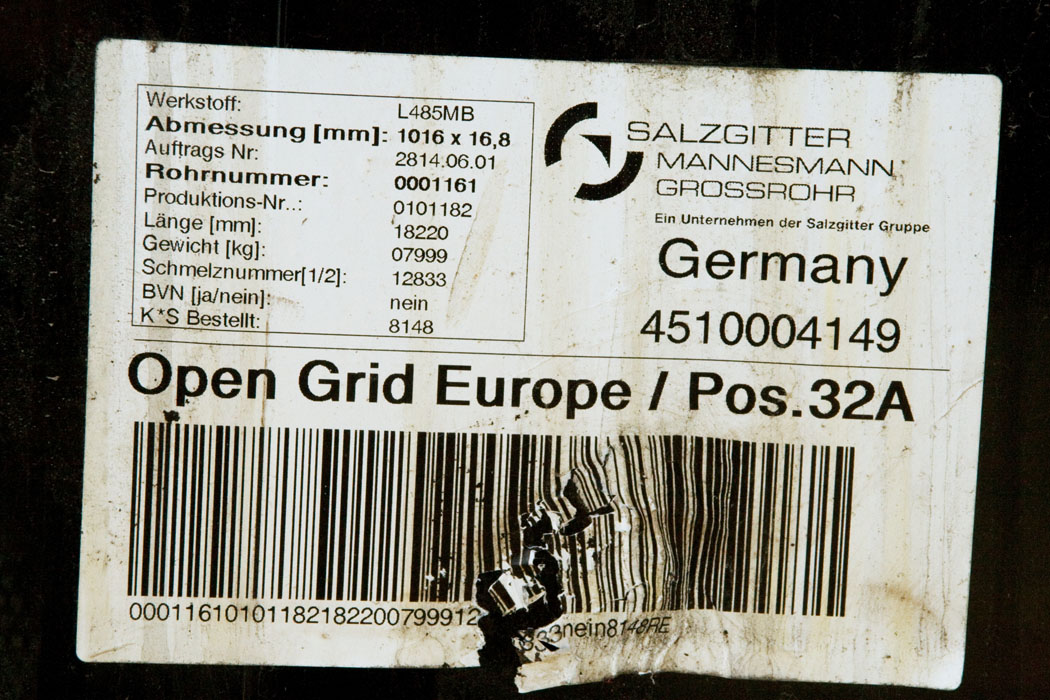 Werkstoff: L485MB
Abmessung [mm]: 1016 x 16,8
Auftrags Nr: 2814.06.01
Rohrnummer: 0001161
Produktions-Nr..: 0101182
Länge [mm]: 18220
Gewicht [kg]: 07999
Schmelznummer[1/2]: 12833
BVN [ja/nein]: nein
K*S Bestellt: 8148
SALZGITTER
MANNESMANN
GROSSROHR
Ein Unternehmen der Salzgitter Gruppe
Germany
4510004149
Open Grid Europe / Pos.32A
00011610101182182200799912833nein8148RE